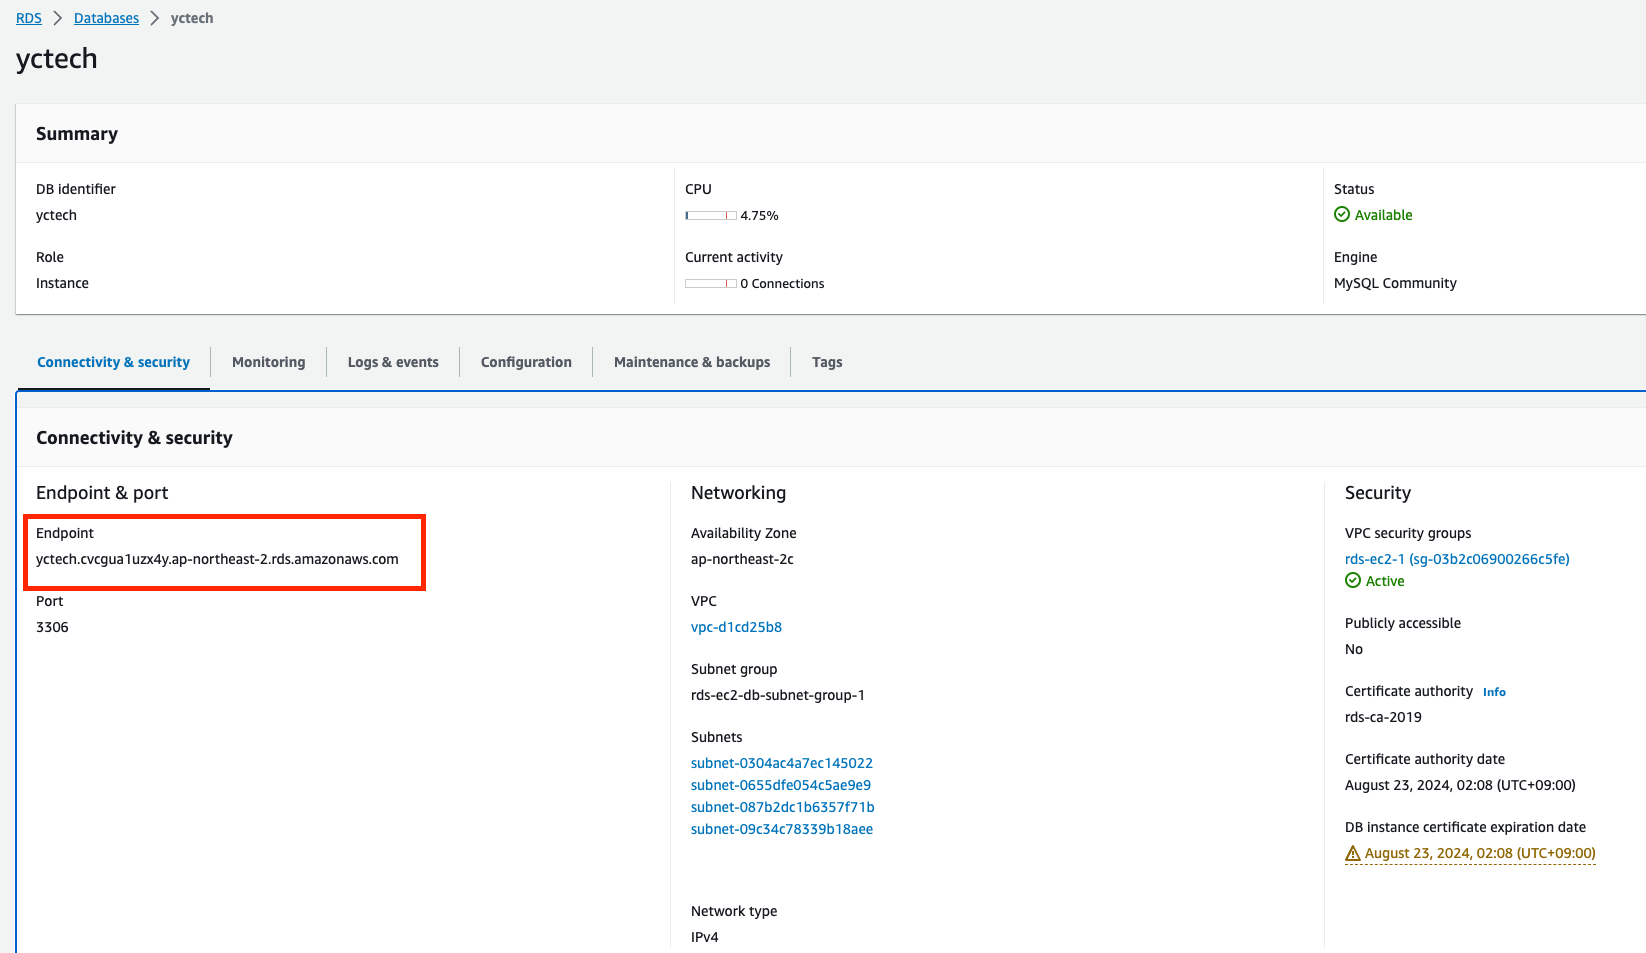 RDS > Databases > yctech
yctech
Summary
DB identifier
yctech
Role
Instance
CPU
4.75%
Current activity
0 Connections
Status
Available
Engine
MySQL Community
Connectivity & security
Monitoring
Logs & events
Configuration
Maintenance & backups
Tags
Connectivity & security
Endpoint & port
Endpoint
yctech.cvcgua1uzx4y.ap-northeast-2.rds.amazonaws.com
Port
3306
Networking
Availability Zone
ap-northeast-2c
VPC
vpc-d1cd25b8
Subnet group
rds-ec2-db-subnet-group-1
Subnets
subnet-0304ac4a7ec145022
subnet-0655dfe054c5ae9e9
subnet-087b2dc1b6357f71b
subnet-09c34c78339b18aee
Network type
IPv4
Security
VPC security groups
rds-ec2-1 (sg-03b2c06900266c5fe)
Active
Publicly accessible
No
Certificate authority Info
rds-ca-2019
Certificate authority date
August 23, 2024, 02:08 (UTC+09:00)
DB instance certificate expiration date
August 23, 2024, 02:08 (UTC+09:00)